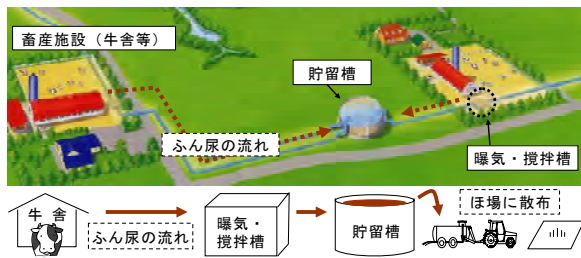 畜産施設（牛舎等）
貯留槽
ふん尿の流れ
曝気・撹拌槽
牛 舎
ふん尿の流れ
曝気・
撹拌槽
貯留槽
ほ場に散布